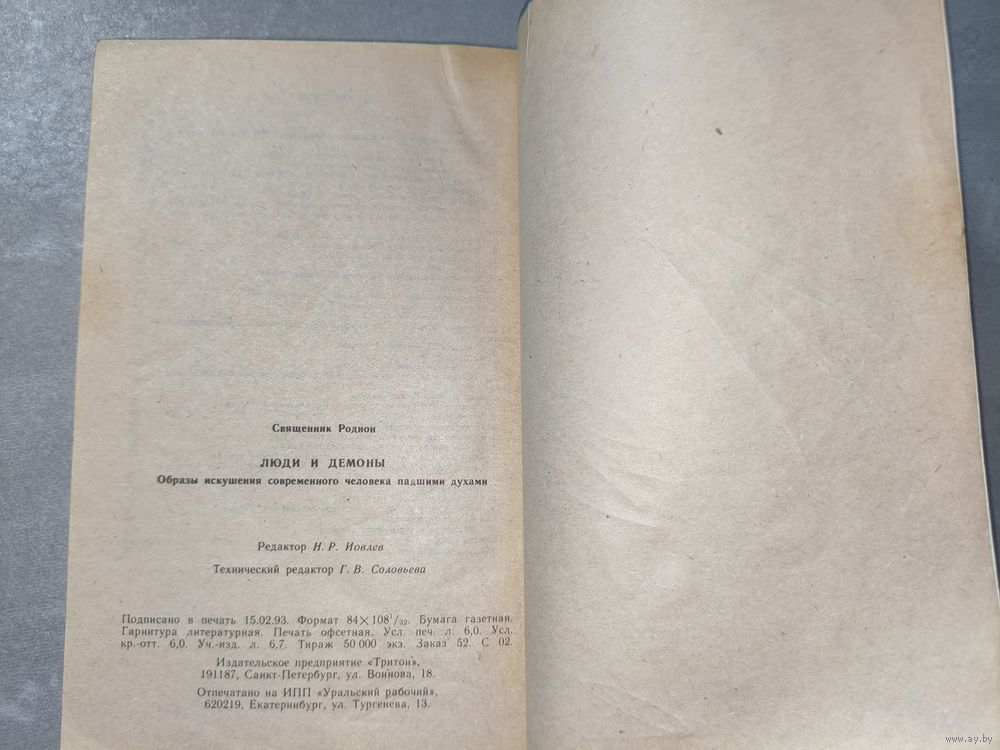 Священник Родион
ЛЮДИ И ДЕМОНЫ
Образы искушения современного человека падшими духами
Редактор Н. Р. Иовлев
Технический редактор Г. В. Соловьева
Подписано в печать 15.02.93. Формат 84×108¹/₃₂. Бумага газетная.
Гарнитура литературная. Печать офсетная. Усл. печ. л. 6,0. Усл.
кр.-отт. 6,0. Уч.-изд. л. 6,7. Тираж 50 000 экз. Заказ 52. С 02.
Издательское предприятие «Тритон»,
191187, Санкт-Петербург, ул. Воинова, 18.
Отпечатано на ИПП «Уральский рабочий»,
620219, Екатеринбург, ул. Тургенева, 13.
www.ay.by